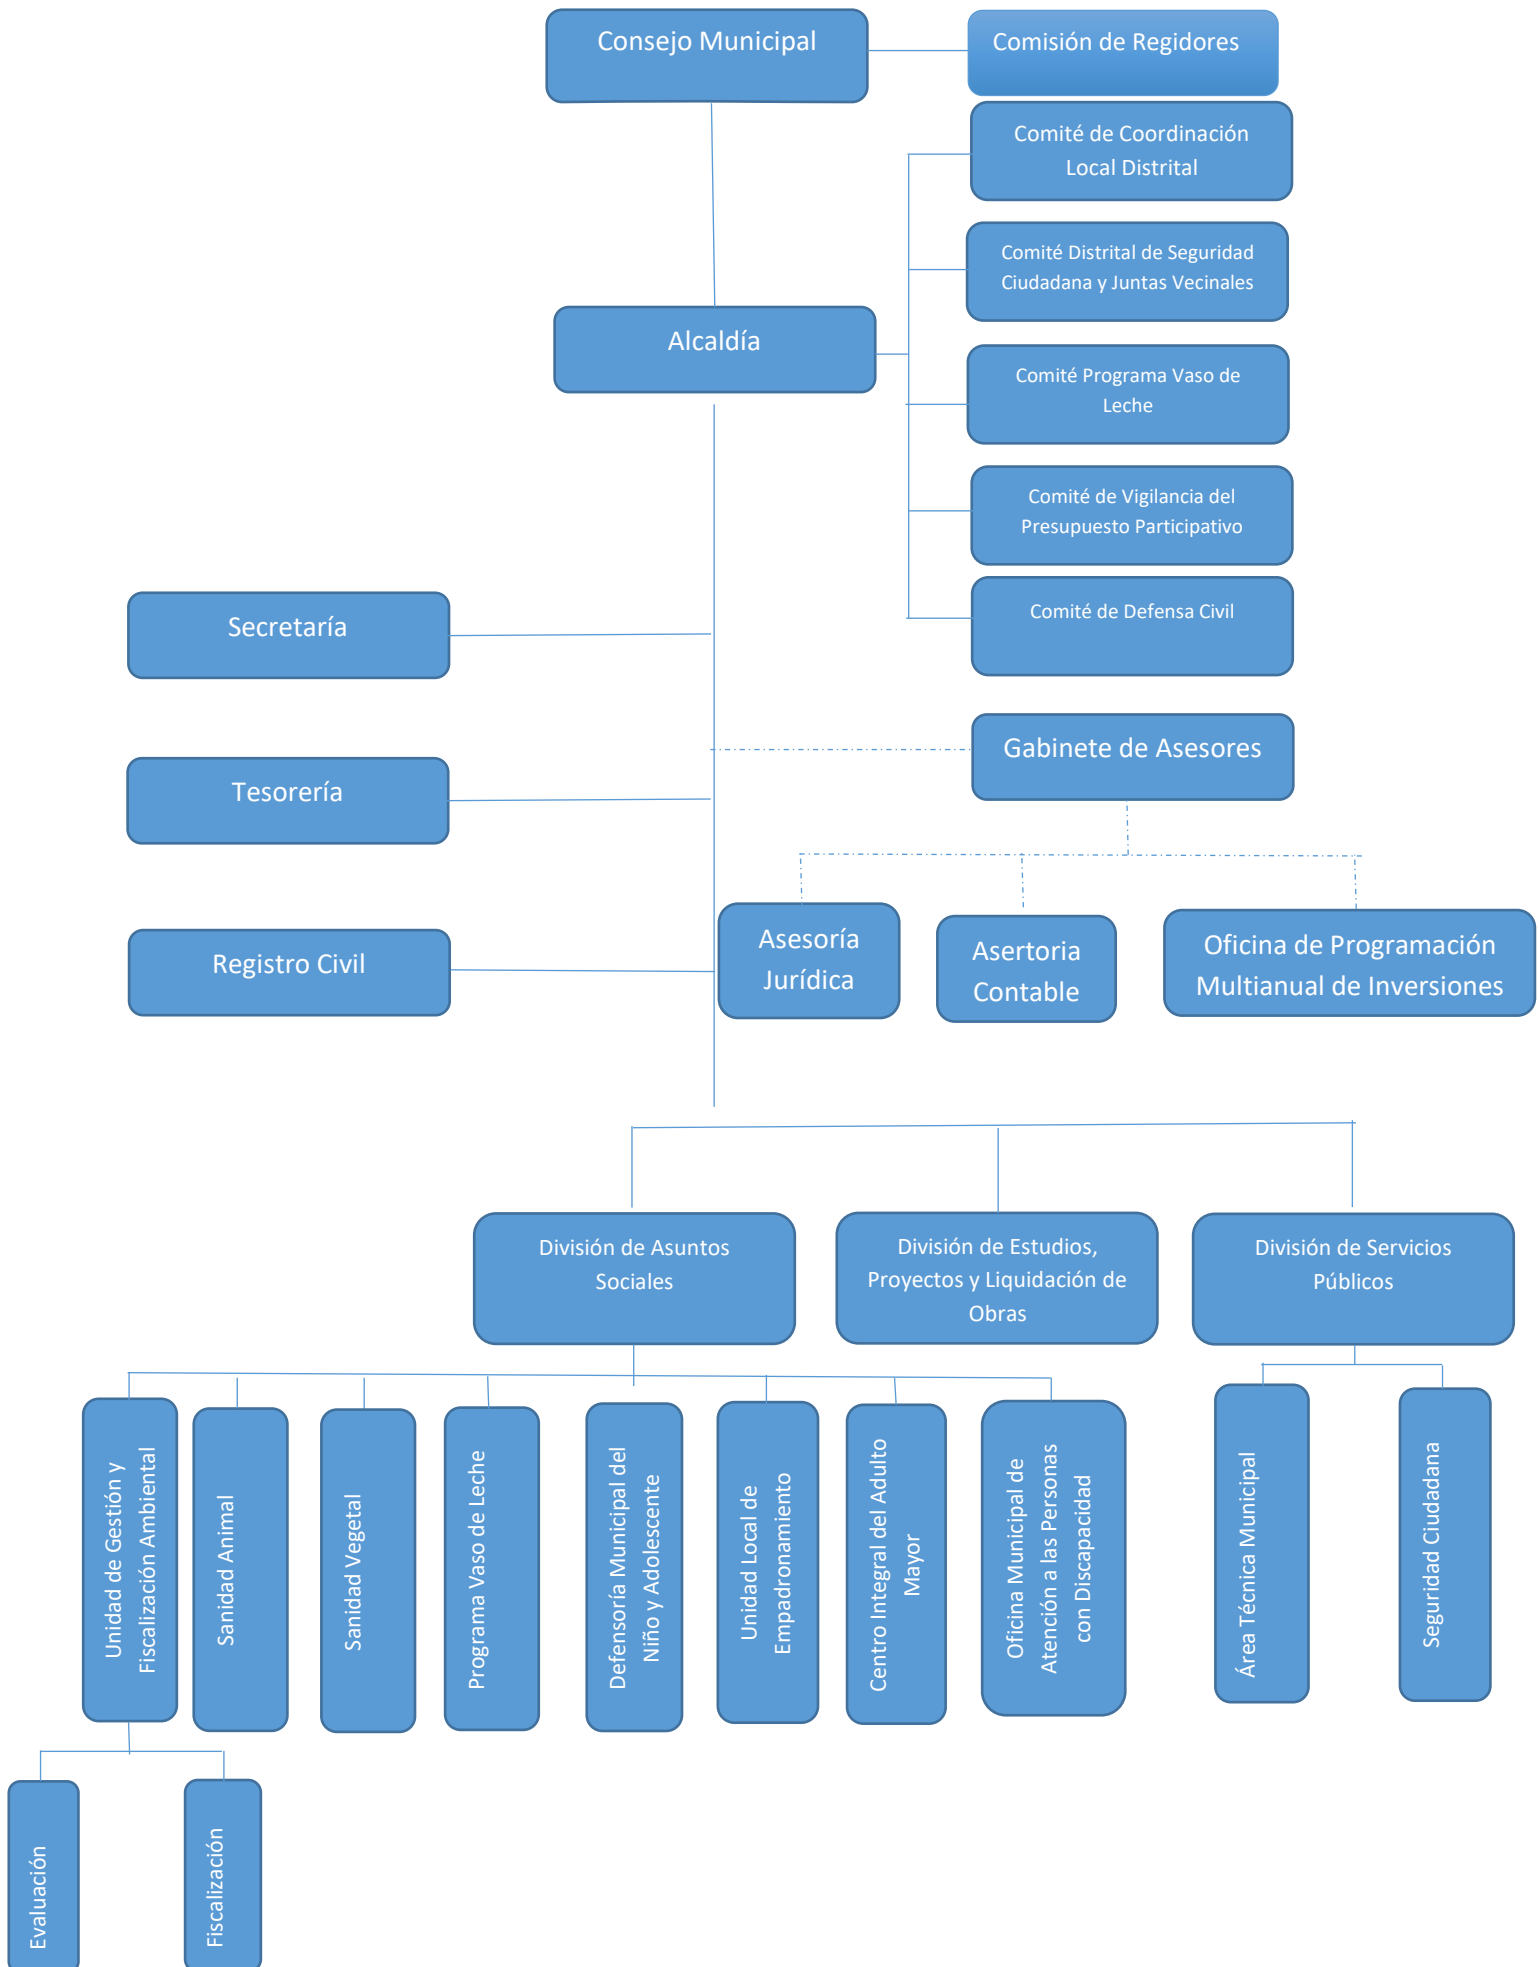 Consejo Municipal
Comisión de Regidores
Comité de Coordinación
Local Distrital
Comité Distrital de Seguridad
Ciudadana y Juntas Vecinales
Alcaldía
Comité Programa Vaso de
Leche
Comité de Vigilancia del
Presupuesto Participativo
Comité de Defensa Civil
Secretaría
Gabinete de Asesores
Tesorería
Registro Civil
Asesoría
Jurídica
Asertoria
Contable
Oficina de Programación
Multianual de Inversiones
División de Asuntos
Sociales
División de Estudios,
Proyectos y Liquidación de
Obras
División de Servicios
Públicos
Unidad de Gestión y
Fiscalización Ambiental
Sanidad Animal
Sanidad Vegetal
Programa Vaso de Leche
Defensoría Municipal del
Niño y Adolescente
Unidad Local de
Empadronamiento
Centro Integral del Adulto
Mayor
Oficina Municipal de
Atención a las Personas
con Discapacidad
Área Técnica Municipal
Seguridad Ciudadana
Evaluación
Fiscalización